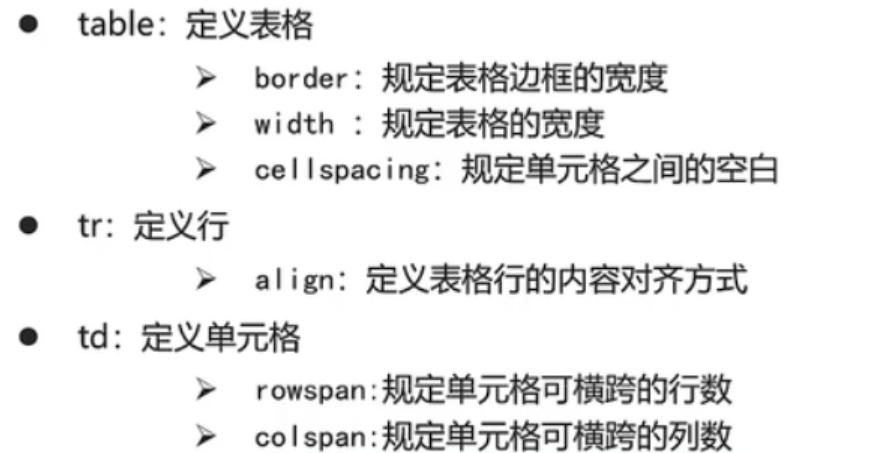 ● table：定义表格
➢ border：规定表格边框的宽度
➢ width ：规定表格的宽度
➢ cellspacing：规定单元格之间的空白
● tr：定义行
➢ align：定义表格行的内容对齐方式
● td：定义单元格
➢ rowspan:规定单元格可横跨的行数
➢ colspan:规定单元格可横跨的列数